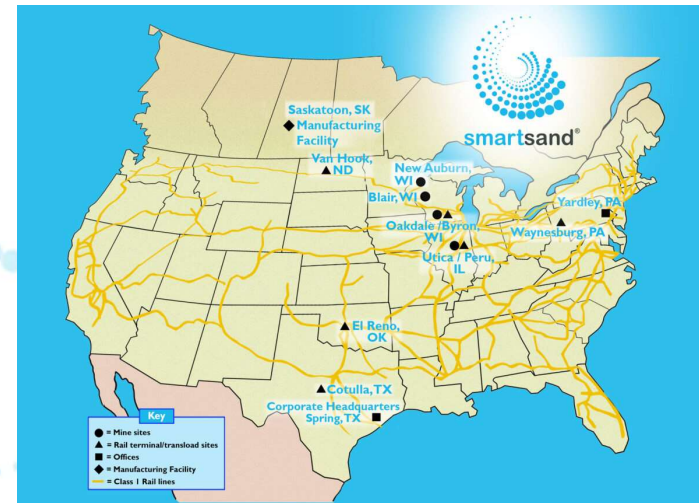 smartsand®
Saskatoon, SK
Manufacturing
Facility
Van Hook,
ND
New Auburn,
WI
Blair, WI
Oakdale /Byron,
WI
Utica / Peru,
IL
Yardley, PA
Waynesburg, PA
El Reno,
OK
Cotulla, TX
Corporate Headquarters
Spring, TX
Key
= Mine sites
= Rail terminal/transload sites
= Offices
= Manufacturing Facility
= Class 1 Rail lines